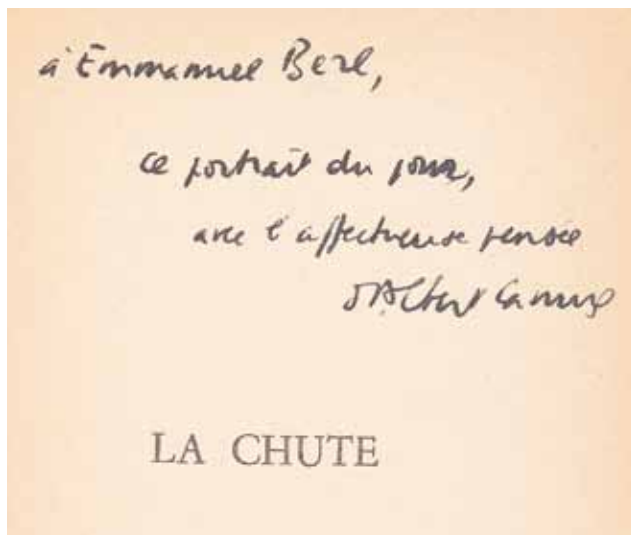 à Emmanuel Berl,
ce portrait du jour,
avec l'affectueuse pensée
d'Albert Camus
LA CHUTE